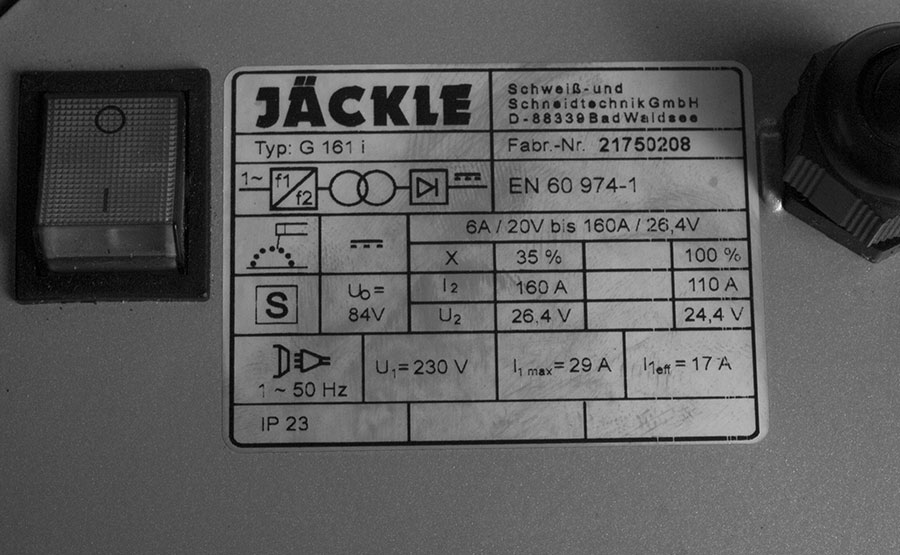 JÄCKLE
Schweiß-und
Schneidtechnik GmbH
D-88339 Bad Waldsee
Typ: G 161 i
Fabr.-Nr. 21750208
1~ f1 f2
EN 60 974-1
6A / 20V bis 160A / 26,4V
X 35 % 100 %
S
U₀= 84V
I₂ 160 A 110 A
U₂ 26,4 V 24,4 V
1 ~ 50 Hz
U₁= 230 V
I₁ max= 29 A
I₁eff= 17 A
IP 23